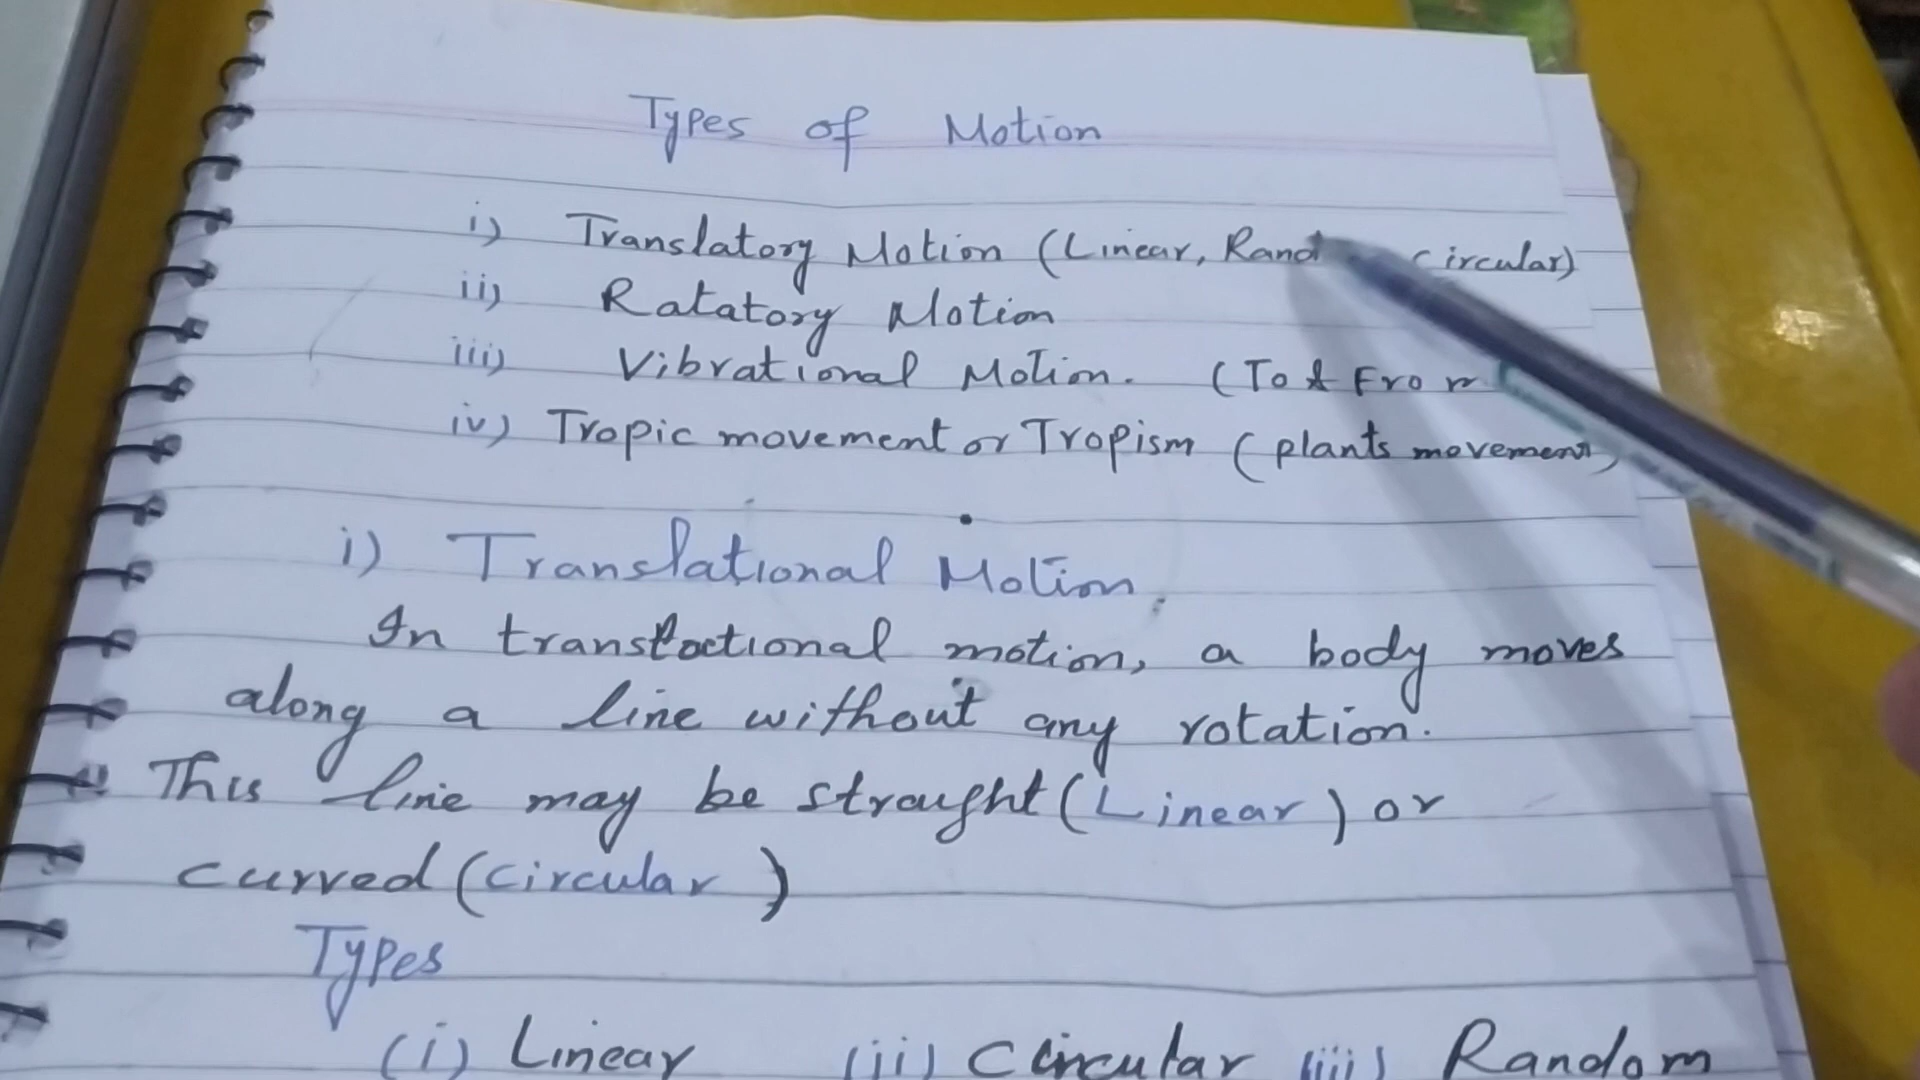 Types of Motion
i) Translatory Motion (Linear, Rand circular)
ii) Ratatory Motion
iii) Vibrational Motion. (To & Fro
iv) Tropic movement or Tropism (plants movement)
i) Translational Motion.
In translational motion, a body moves
along a line without any rotation.
This line may be straught (Linear) or
curved (circular)
Types
(i) Linear (ii) Circular (iii) Random